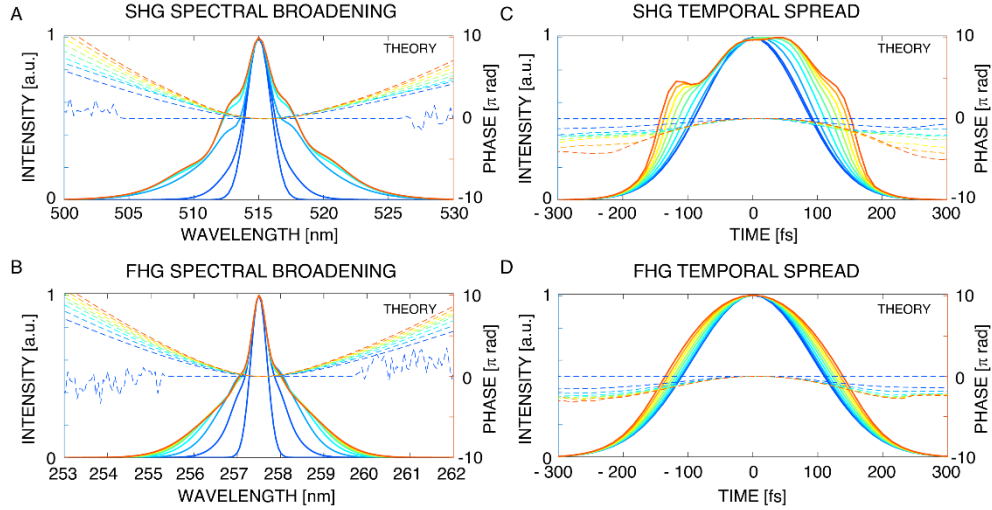 A
SHG SPECTRAL BROADENING
THEORY
INTENSITY [a.u.]
1
0
10
0
-10
PHASE [π rad]
500 505 510 515 520 525 530
WAVELENGTH [nm]
B
FHG SPECTRAL BROADENING
THEORY
INTENSITY [a.u.]
1
0
10
0
-10
PHASE [π rad]
253 254 255 256 257 258 259 260 261 262
WAVELENGTH [nm]
C
SHG TEMPORAL SPREAD
THEORY
INTENSITY [a.u.]
1
0
10
0
-10
PHASE [π rad]
- 300 - 200 - 100 0 100 200 300
TIME [fs]
D
FHG TEMPORAL SPREAD
THEORY
INTENSITY [a.u.]
1
0
10
0
-10
PHASE [π rad]
- 300 - 200 - 100 0 100 200 300
TIME [fs]